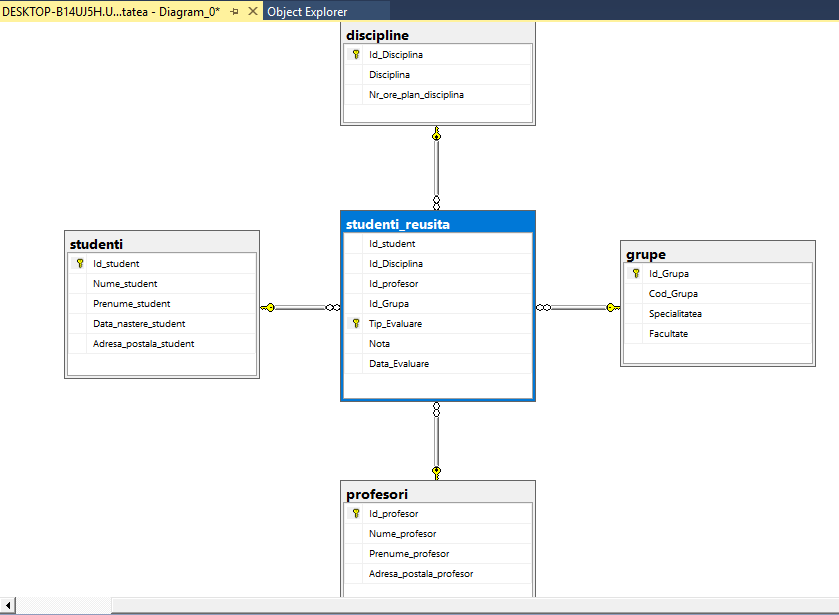 DESKTOP-B14UJ5H.U...tatea - Diagram_0*
Object Explorer
discipline
Id_Disciplina
Disciplina
Nr_ore_plan_disciplina
studenti
Id_student
Nume_student
Prenume_student
Data_nastere_student
Adresa_postala_student
studenti_reusita
Id_student
Id_Disciplina
Id_profesor
Id_Grupa
Tip_Evaluare
Nota
Data_Evaluare
grupe
Id_Grupa
Cod_Grupa
Specialitatea
Facultate
profesori
Id_profesor
Nume_profesor
Prenume_profesor
Adresa_postala_profesor